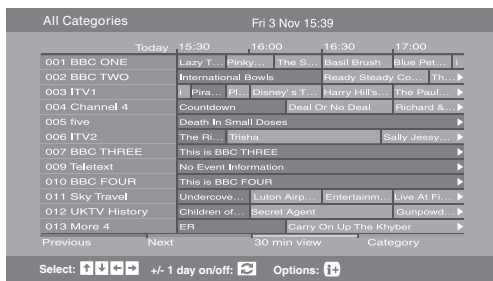 All Categories Fri 3 Nov 15:39
Today 15:30 16:00 16:30 17:00
001 BBC ONE Lazy T... Pinky... The S... Basil Brush Blue Pet... i
002 BBC TWO International Bowls Ready Steady Co... Th...
003 ITV1 i Pira... Pl... Disney's T... Harry Hill's... The Paul...
004 Channel 4 Countdown Deal Or No Deal Richard &...
005 five Death In Small Doses
006 ITV2 The Ri... Trisha Sally Jessy...
007 BBC THREE This is BBC THREE
009 Teletext No Event Information
010 BBC FOUR This is BBC FOUR
011 Sky Travel Undercove... Luton Airp... Entertainm... Live At Fi...
012 UKTV History Children of... Secret Agent Gunpowd...
013 More 4 ER Carry On Up The Khyber
Previous Next 30 min view Category
Select: +/- 1 day on/off: Options: i+